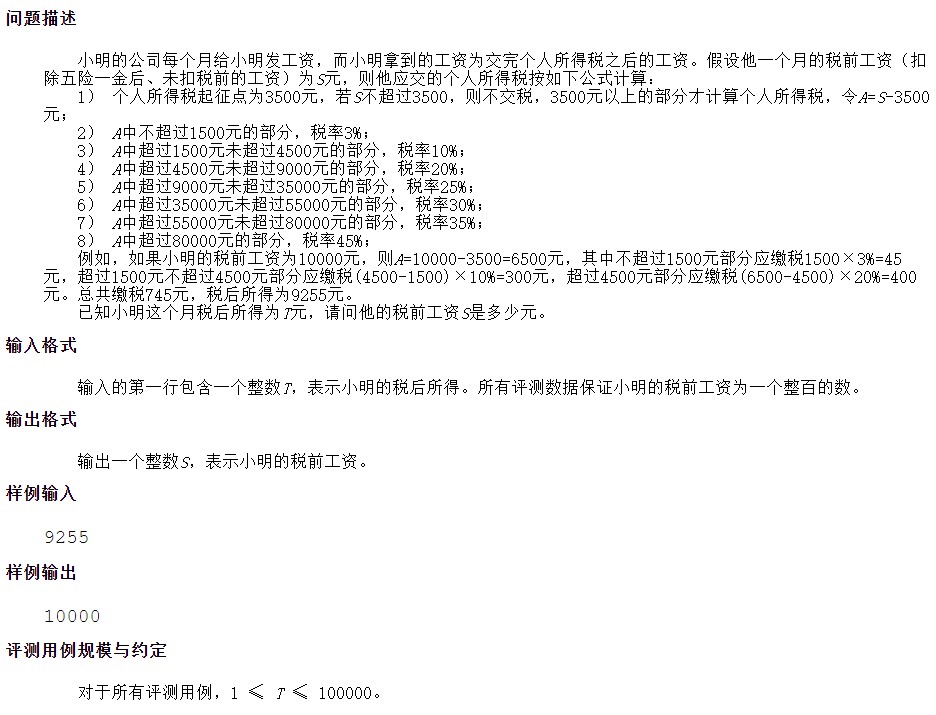 问题描述
小明的公司每个月给小明发工资，而小明拿到的工资为交完个人所得税之后的工资。假设他一个月的税前工资（扣
除五险一金后、未扣税前的工资）为S元，则他应交的个人所得税按如下公式计算：
1） 个人所得税起征点为3500元，若S不超过3500，则不交税，3500元以上的部分才计算个人所得税，令A=S-3500
元；
2） A中不超过1500元的部分，税率3%；
3） A中超过1500元未超过4500元的部分，税率10%；
4） A中超过4500元未超过9000元的部分，税率20%；
5） A中超过9000元未超过35000元的部分，税率25%；
6） A中超过35000元未超过55000元的部分，税率30%；
7） A中超过55000元未超过80000元的部分，税率35%；
8） A中超过80000元的部分，税率45%；
例如，如果小明的税前工资为10000元，则A=10000-3500=6500元，其中不超过1500元部分应缴税1500×3%=45
元，超过1500元不超过4500元部分应缴税(4500-1500)×10%=300元，超过4500元部分应缴税(6500-4500)×20%=400
元。总共缴税745元，税后所得为9255元。
已知小明这个月税后所得为T元，请问他的税前工资S是多少元。
输入格式
输入的第一行包含一个整数T，表示小明的税后所得。所有评测数据保证小明的税前工资为一个整百的数。
输出格式
输出一个整数S，表示小明的税前工资。
样例输入
9255
样例输出
10000
评测用例规模与约定
对于所有评测用例，1 ≤ T ≤ 100000。